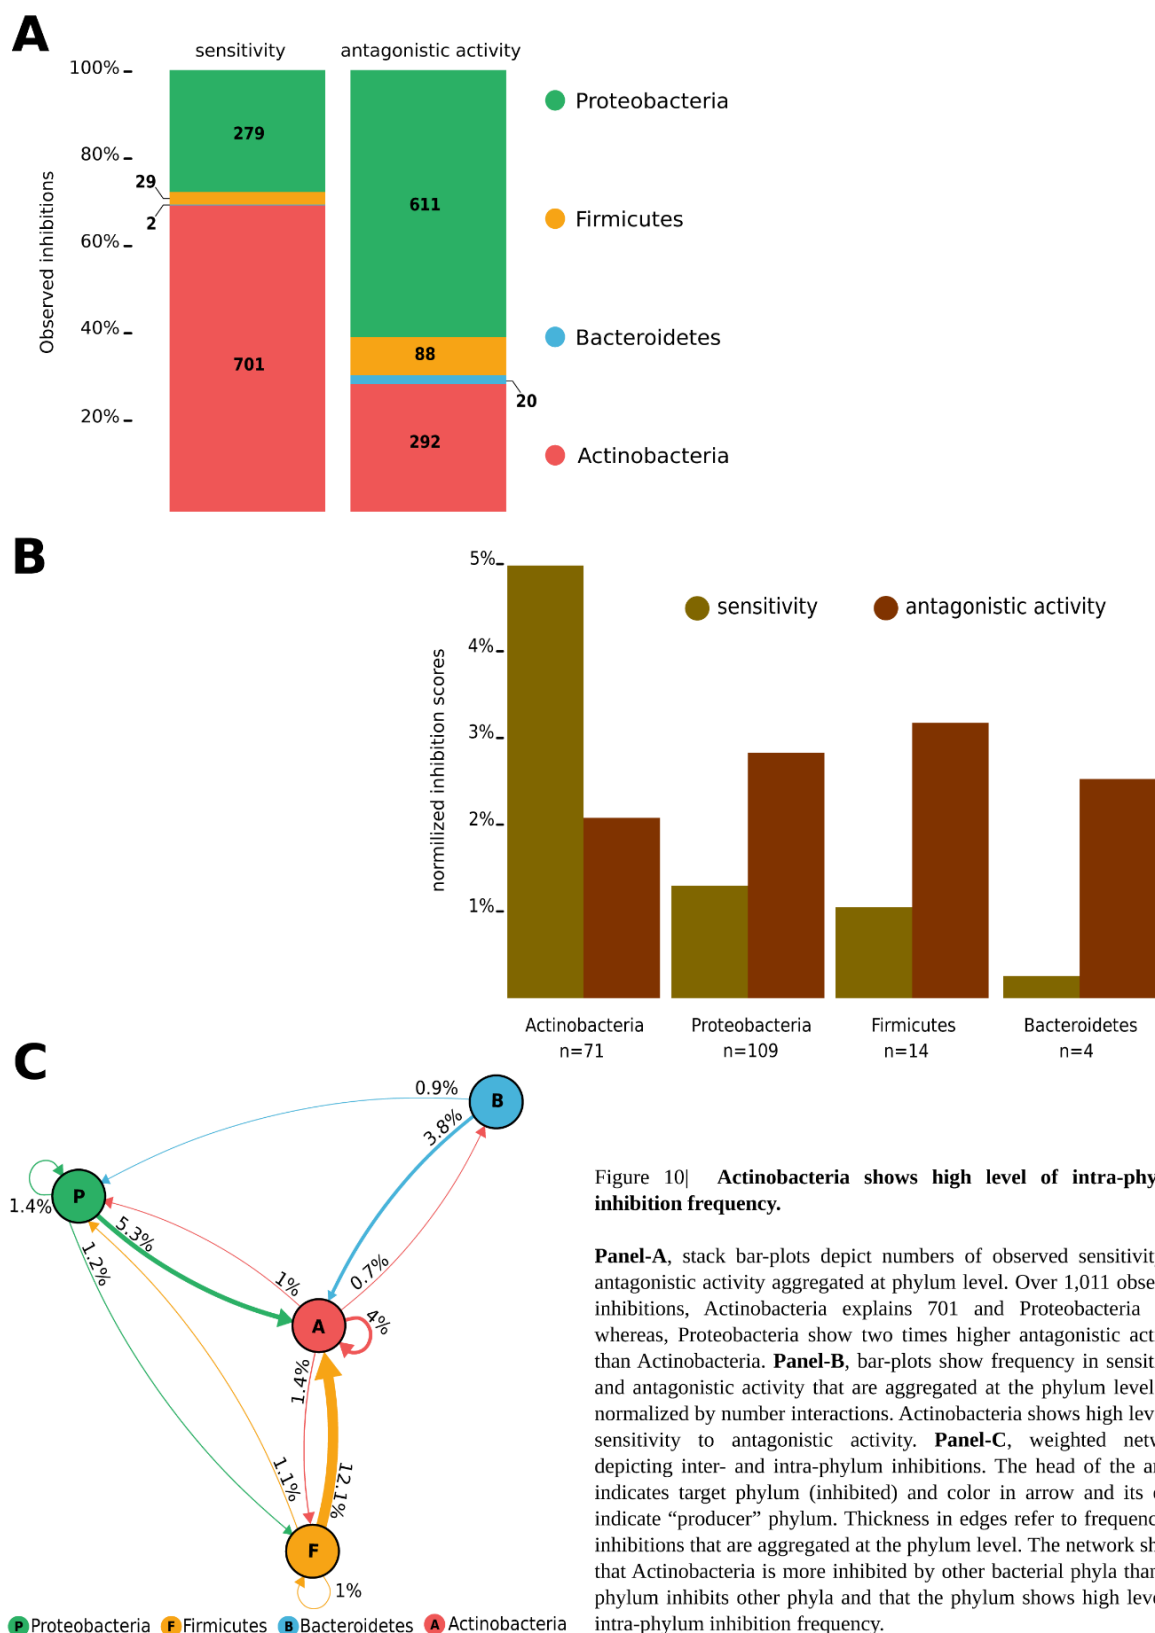 A
sensitivity
antagonistic activity
Observed inhibitions
100%
80%
60%
40%
20%
279
29
2
701
611
88
20
292
Proteobacteria
Firmicutes
Bacteroidetes
Actinobacteria
B
normilized inhibition scores
5%
4%
3%
2%
1%
sensitivity
antagonistic activity
Actinobacteria
n=71
Proteobacteria
n=109
Firmicutes
n=14
Bacteroidetes
n=4
C
0.9%
B
3.8%
P
1.4%
5.3%
1.2%
1%
0.7%
A
4%
1.4%
1.1%
12.1%
F
1%
P Proteobacteria
F Firmicutes
B Bacteroidetes
A Actinobacteria
Figure 10| Actinobacteria shows high level of intra-phy
inhibition frequency.
Panel-A, stack bar-plots depict numbers of observed sensitivit
antagonistic activity aggregated at phylum level. Over 1,011 obse
inhibitions, Actinobacteria explains 701 and Proteobacteria
whereas, Proteobacteria show two times higher antagonistic act
than Actinobacteria. Panel-B, bar-plots show frequency in sensit
and antagonistic activity that are aggregated at the phylum level
normalized by number interactions. Actinobacteria shows high lev
sensitivity to antagonistic activity. Panel-C, weighted netv
depicting inter- and intra-phylum inhibitions. The head of the a
indicates target phylum (inhibited) and color in arrow and its
indicate “producer” phylum. Thickness in edges refer to frequenc
inhibitions that are aggregated at the phylum level. The network sh
that Actinobacteria is more inhibited by other bacterial phyla than
phylum inhibits other phyla and that the phylum shows high leve
intra-phylum inhibition frequency.